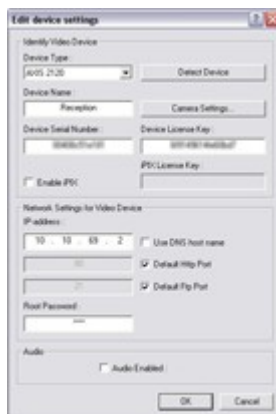 Edit device settings
Identify Video Device
Device Type :
AXIS 2120
Detect Device
Device Name :
Reception
Camera Settings...
Device Serial Number :
Device License Key :
iPIX License Key :
Enable iPIX
Network Settings for Video Device
IP-address :
10 . 10 . 69 . 2
Use DNS host name
80
Default Http Port
21
Default Ftp Port
Root Password :
****
Audio
Audio Enabled :
OK
Cancel